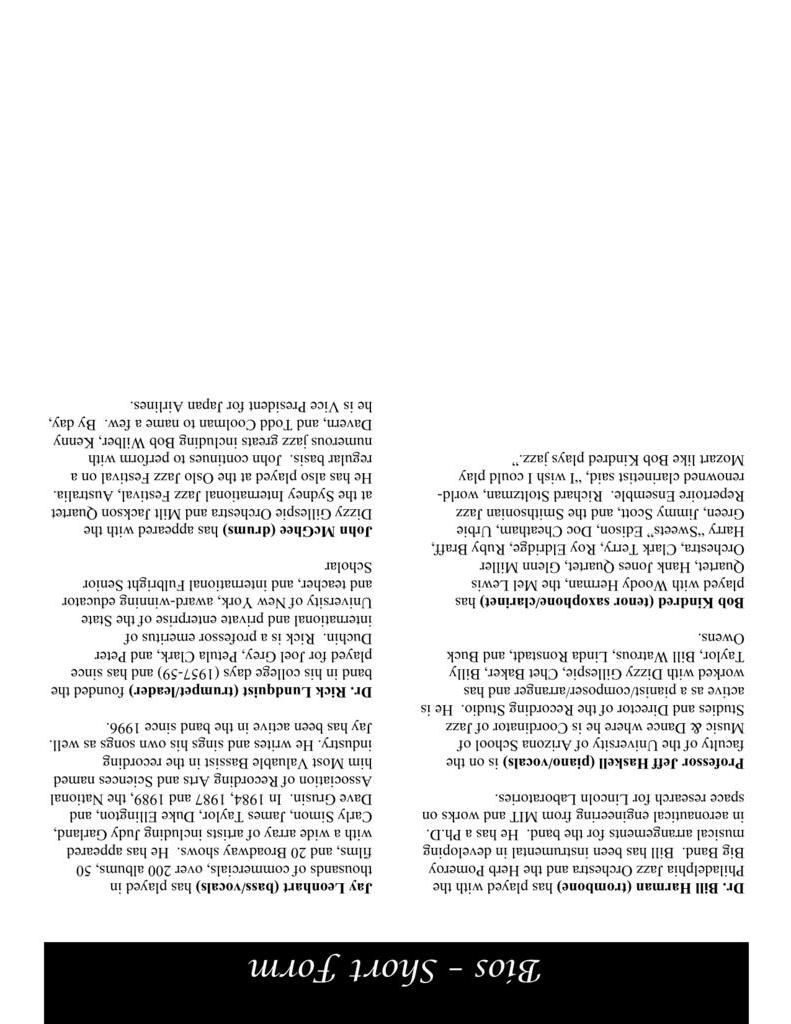 Bios – Short Form
Dr. Bill Harman (trombone) has played with the
Philadelphia Jazz Orchestra and the Herb Pomeroy
Big Band.  Bill has been instrumental in developing
musical arrangements for the band.  He has a Ph.D.
in aeronautical engineering from MIT and works on
space research for Lincoln Laboratories.
Professor Jeff Haskell (piano/vocals) is on the
faculty of the University of Arizona School of
Music & Dance where he is Coordinator of Jazz
Studies and Director of the Recording Studio.  He is
active as a pianist/composer/arranger and has
worked with Dizzy Gillespie, Chet Baker, Billy
Taylor, Bill Watrous, Linda Ronstadt, and Buck
Owens.
Bob Kindred (tenor saxophone/clarinet) has
played with Woody Herman, the Mel Lewis
Quartet, Hank Jones Quartet, Glenn Miller
Orchestra, Clark Terry, Roy Eldridge, Ruby Braff,
Harry “Sweets” Edison, Doc Cheatham, Urbie
Green, Jimmy Scott, and the Smithsonian Jazz
Repertoire Ensemble.  Richard Stoltzman, world-
renowned clarinetist said, “I wish I could play
Mozart like Bob Kindred plays jazz.”
Jay Leonhart (bass/vocals) has played in
thousands of commercials, over 200 albums, 50
films, and 20 Broadway shows.  He has appeared
with a wide array of artists including Judy Garland,
Carly Simon, James Taylor, Duke Ellington, and
Dave Grusin.  In 1984, 1987 and 1989, the National
Association of Recording Arts and Sciences named
him Most Valuable Bassist in the recording
industry. He writes and sings his own songs as well.
Jay has been active in the band since 1996.
Dr. Rick Lundquist (trumpet/leader) founded the
band in his college days (1957-59) and has since
played for Joel Grey, Petula Clark, and Peter
Duchin.  Rick is a professor emeritus of
international and private enterprise of the State
University of New York, award-winning educator
and teacher, and international Fulbright Senior
Scholar
John McGhee (drums) has appeared with the
Dizzy Gillespie Orchestra and Milt Jackson Quartet
at the Sydney International Jazz Festival, Australia.
He has also played at the Oslo Jazz Festival on a
regular basis.  John continues to perform with
numerous jazz greats including Bob Wilber, Kenny
Davern, and Todd Coolman to name a few.  By day,
he is Vice President for Japan Airlines.